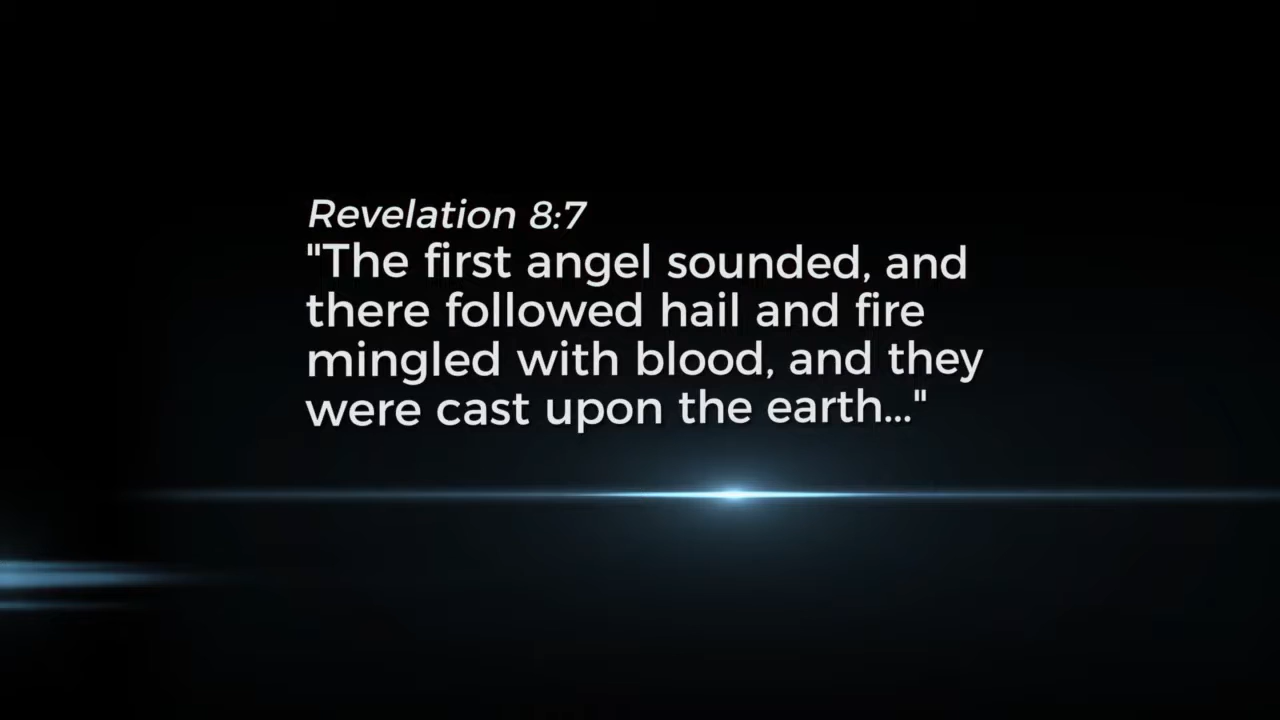 Revelation 8:7
"The first angel sounded, and
there followed hail and fire
mingled with blood, and they
were cast upon the earth..."